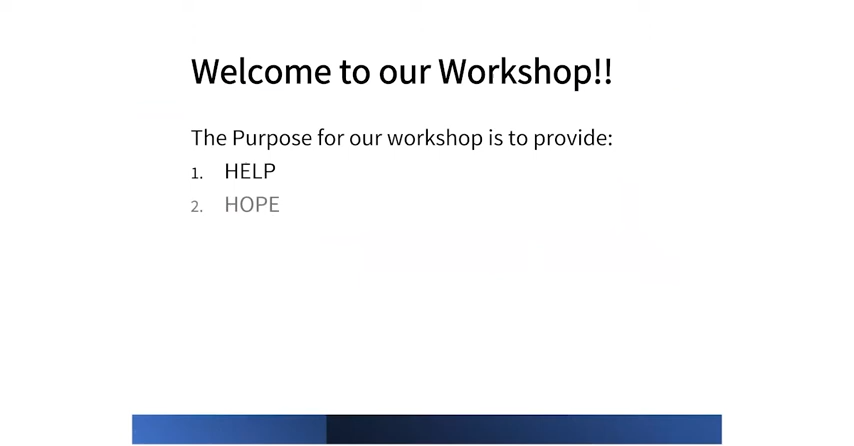 Welcome to our Workshop!!
The Purpose for our workshop is to provide:
1. HELP
2. HOPE